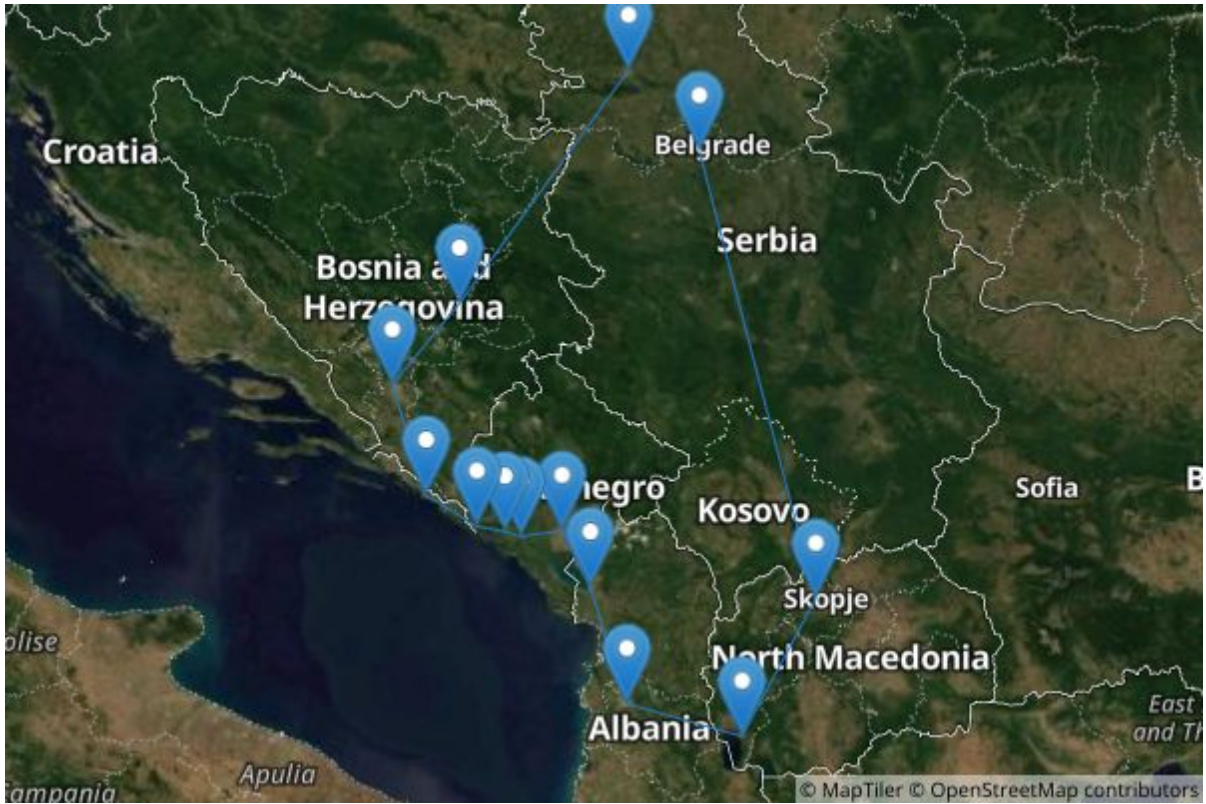 Croatia
Belgrade
Serbia
Bosnia a d
Herzegovina
negro
Kosovo
Sofia
B
Skopje
olise
North Macedonia
Albania
East
and Th
Apulia
ampania
© MapTiler © OpenStreetMap contributors